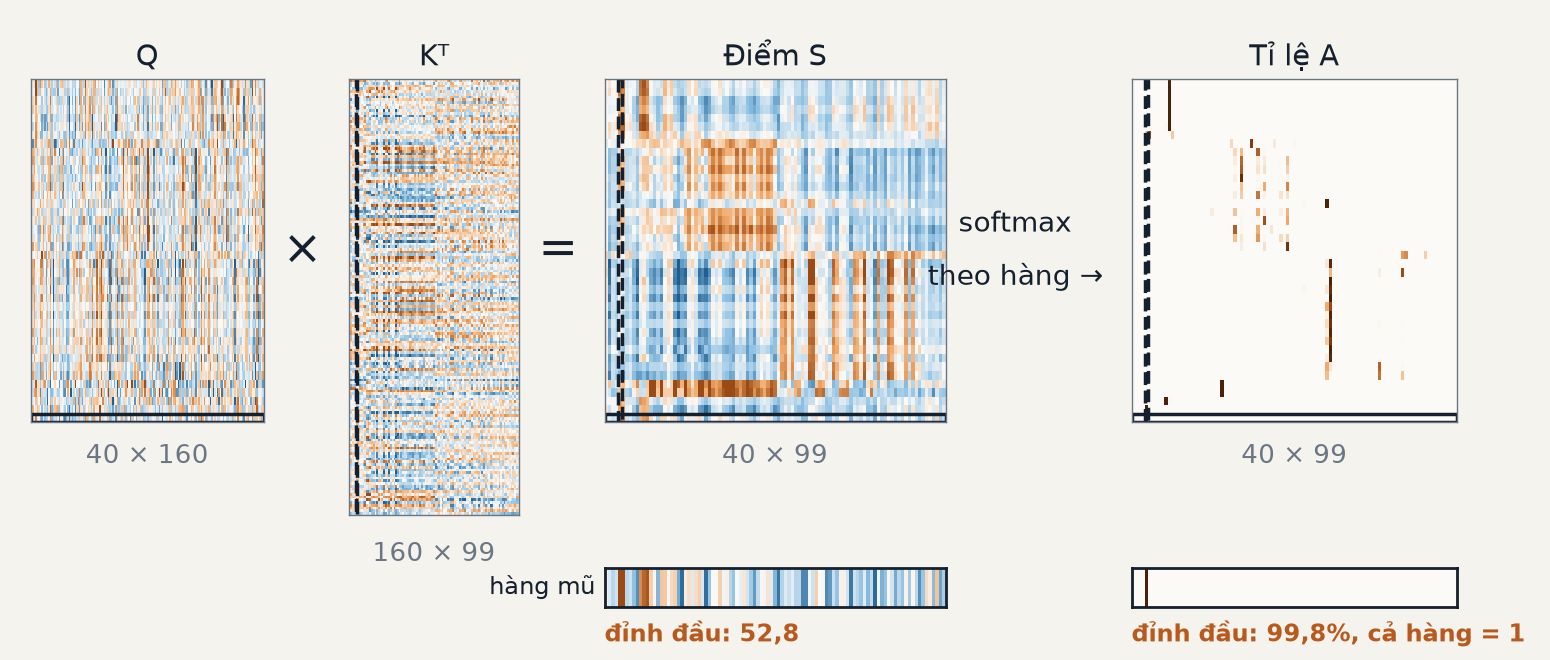 Q
Kᵀ
Điểm S
Tỉ lệ A
×
=
softmax
theo hàng →
40 × 160
160 × 99
40 × 99
40 × 99
hàng mũ
đỉnh đầu: 52,8
đỉnh đầu: 99,8%, cả hàng = 1